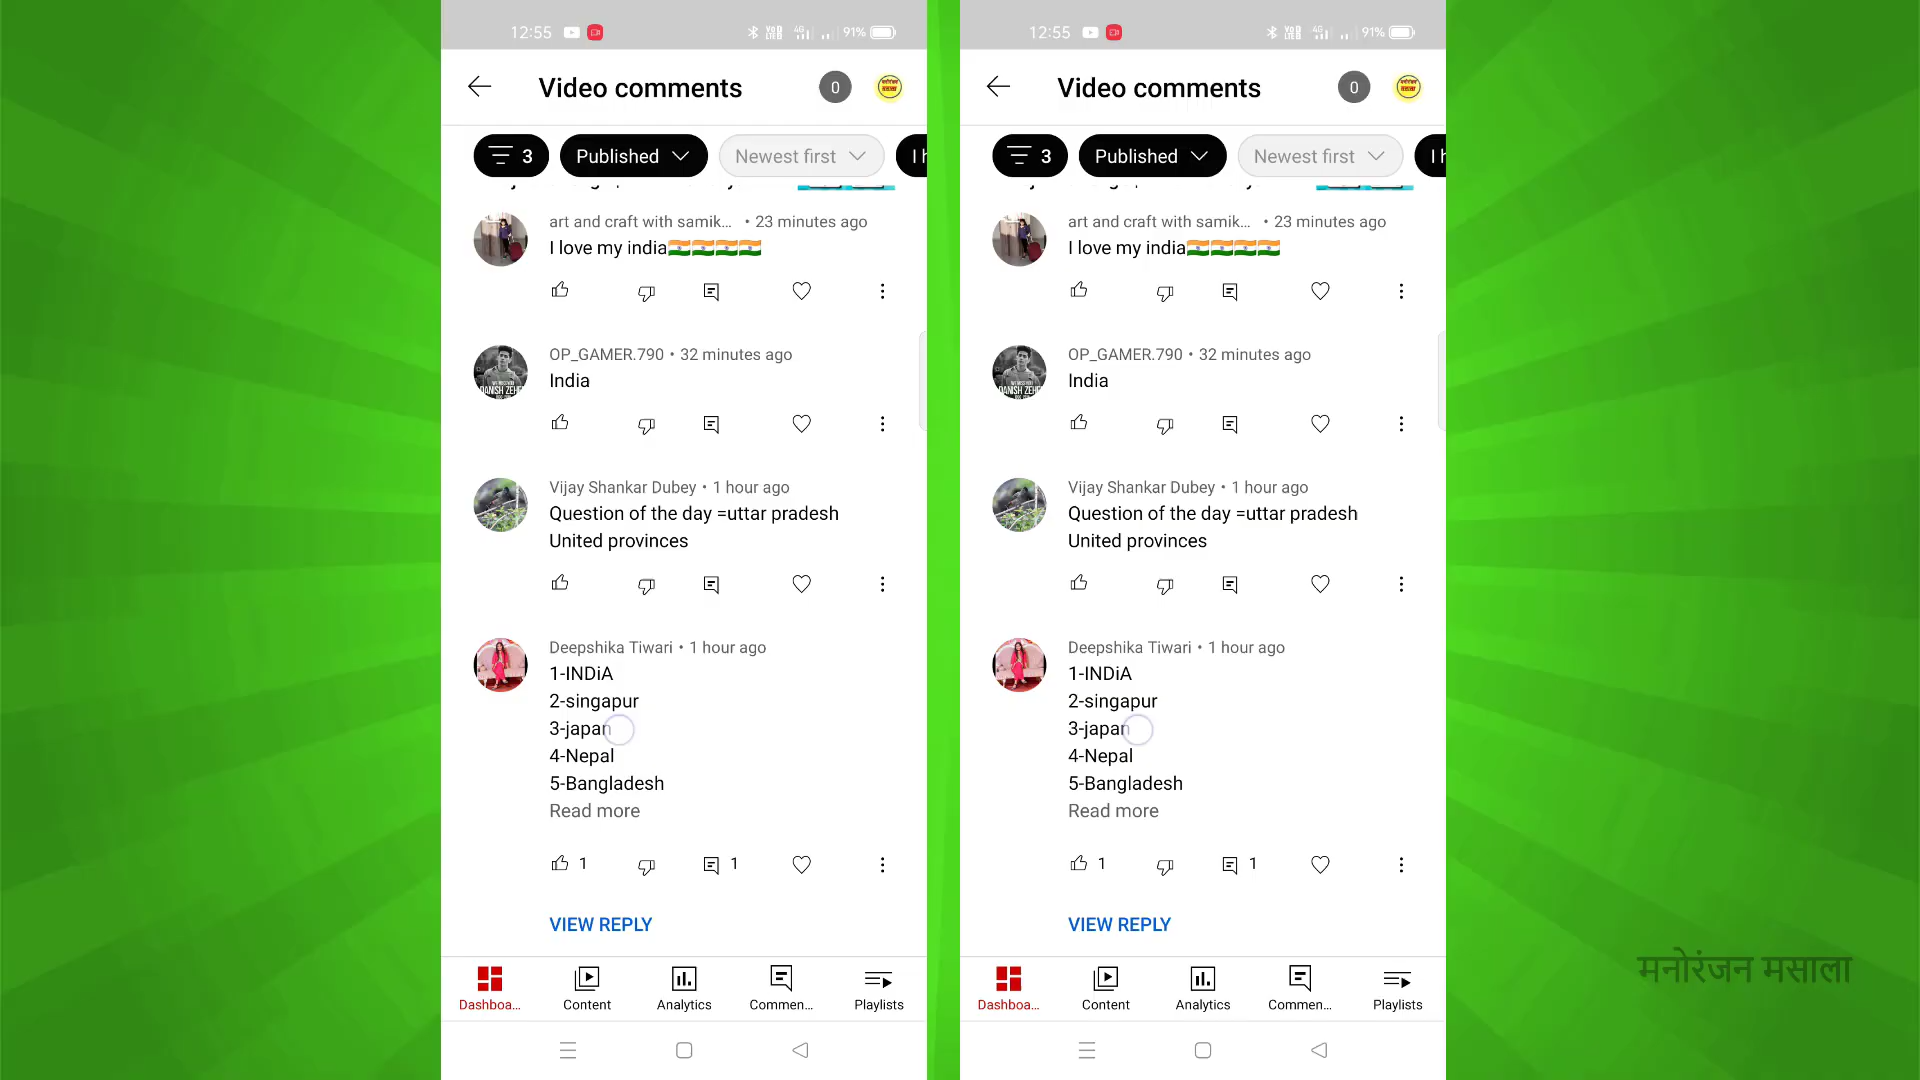 12:55
91%
Video comments
0
3
Published
Newest first
I h
art and craft with samik... • 23 minutes ago
I love my india🇮🇳🇮🇳🇮🇳🇮🇳
OP_GAMER.790 • 32 minutes ago
India
Vijay Shankar Dubey • 1 hour ago
Question of the day =uttar pradesh
United provinces
Deepshika Tiwari • 1 hour ago
1-INDiA
2-singapur
3-japan
4-Nepal
5-Bangladesh
Read more
1 1
VIEW REPLY
Dashboa... Content Analytics Commen... Playlists
12:55
91%
Video comments
0
3
Published
Newest first
I h
art and craft with samik... • 23 minutes ago
I love my india🇮🇳🇮🇳🇮🇳🇮🇳
OP_GAMER.790 • 32 minutes ago
India
Vijay Shankar Dubey • 1 hour ago
Question of the day =uttar pradesh
United provinces
Deepshika Tiwari • 1 hour ago
1-INDiA
2-singapur
3-japan
4-Nepal
5-Bangladesh
Read more
1 1
VIEW REPLY
Dashboa... Content Analytics Commen... Playlists
मनोरंजन मसाला